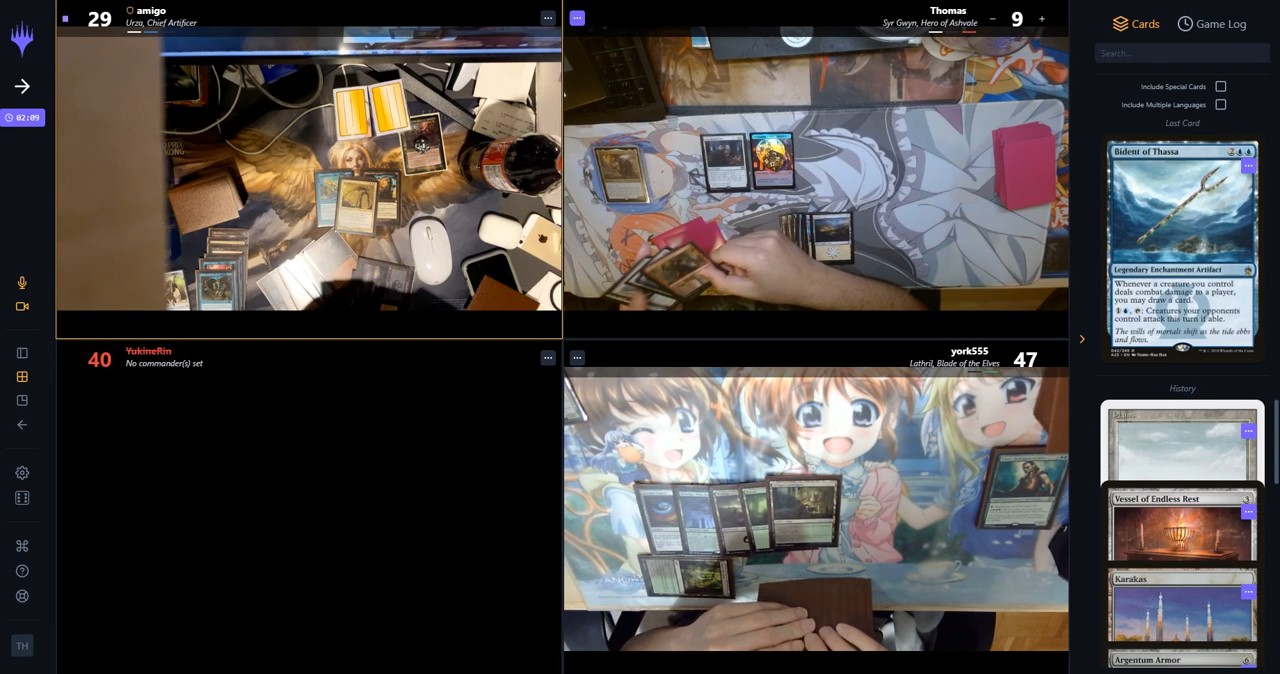 29
amigo
Urza, Chief Artificer
Thomas
Syr Gwyn, Hero of Ashvale
− 9 +
02:09
Cards
Game Log
Search...
Include Special Cards
Include Multiple Languages
Last Card
Bident of Thassa
2
Legendary Enchantment Artifact
Whenever a creature you control
deals combat damage to a player,
you may draw a card.
1, : Creatures your opponents
control attack this turn if able.
The wills of mortals shift as the tide ebbs
and flows.
History
Vessel of Endless Rest 3
Karakas
Argentum Armor 6
40
YukineRin
No commander(s) set
york555
Lathril, Blade of the Elves
47
TH